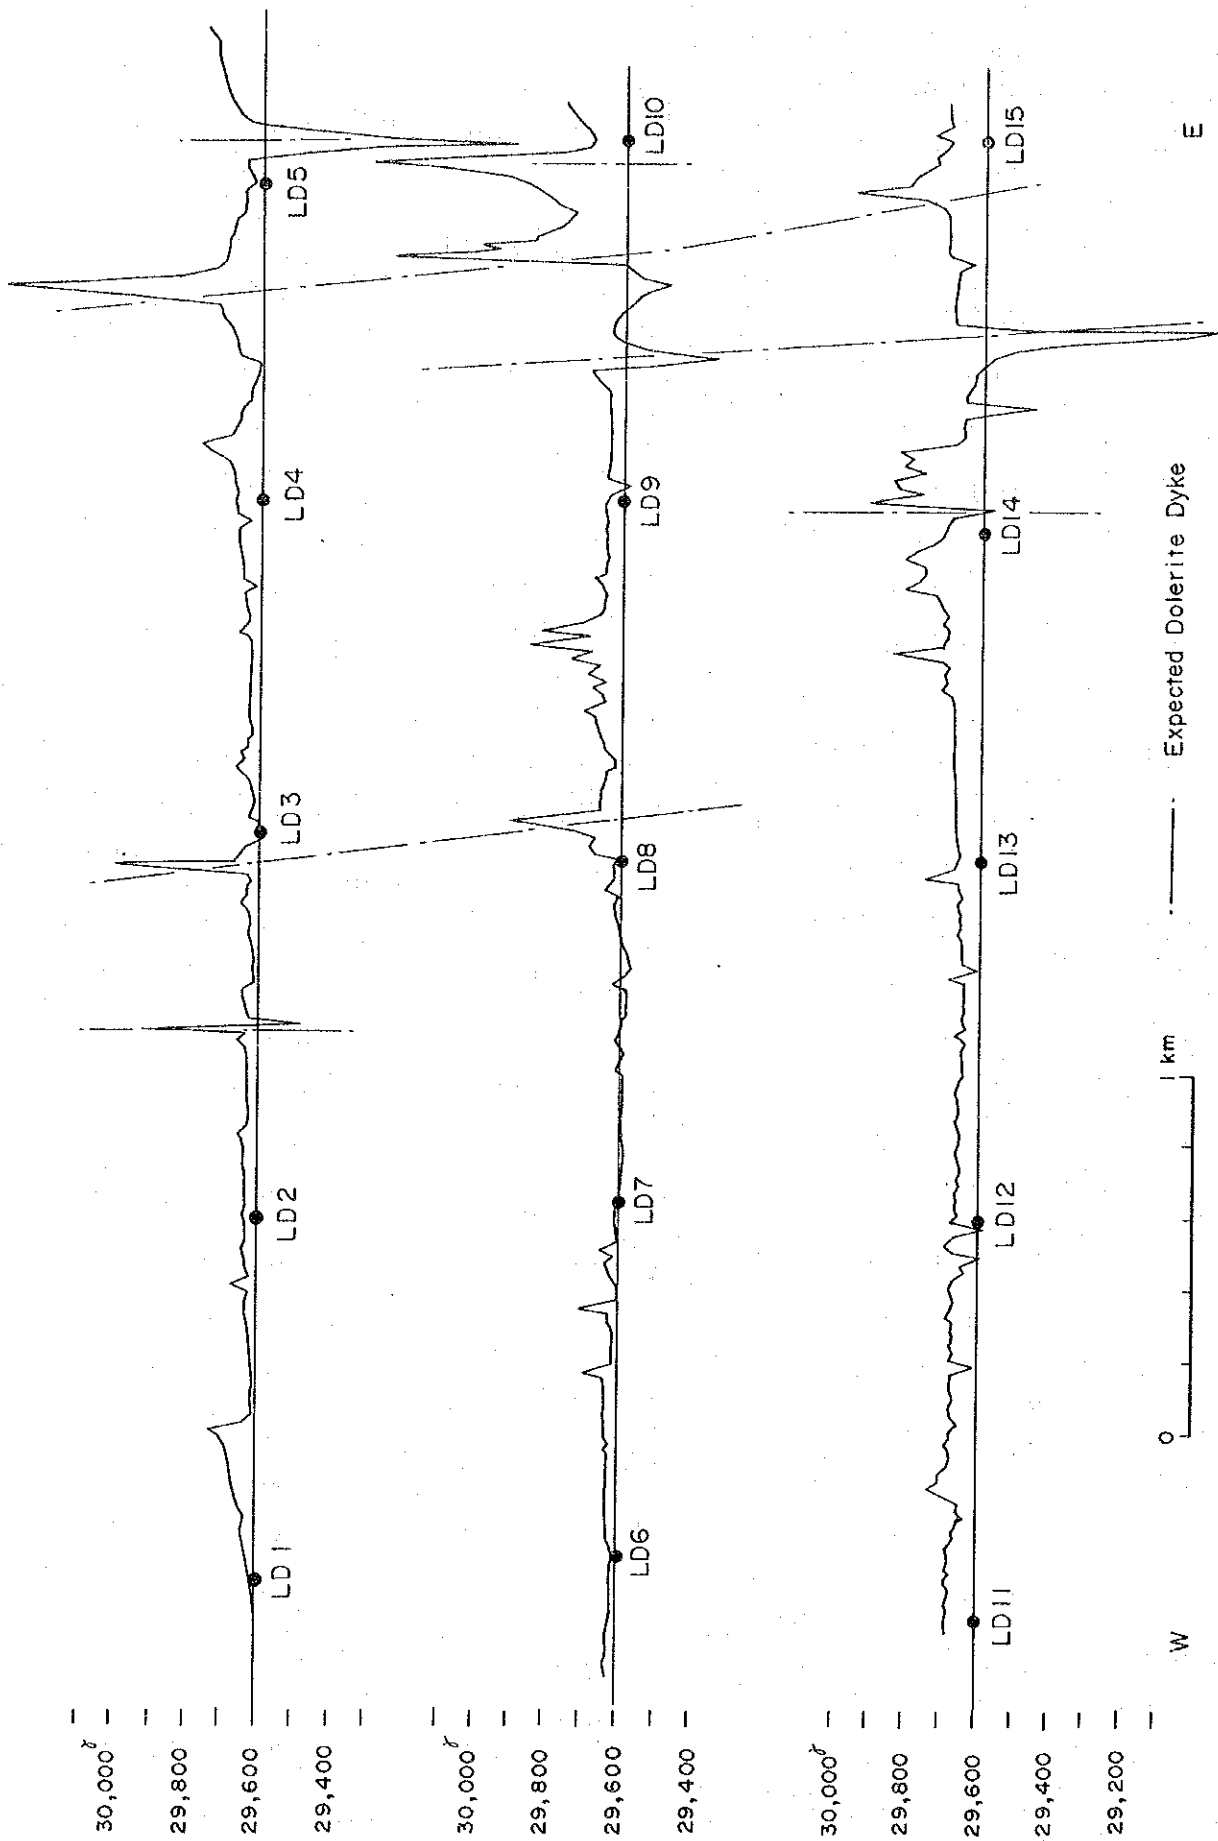 30,000γ
29,800
29,600
29,400
LD1
LD2
LD3
LD4
LD5
30,000γ
29,800
29,600
29,400
LD6
LD7
LD8
LD9
LD10
30,000γ
29,800
29,600
29,400
29,200
LD11
LD12
LD13
LD14
LD15
W
0
1 km
Expected Dolerite Dyke
E